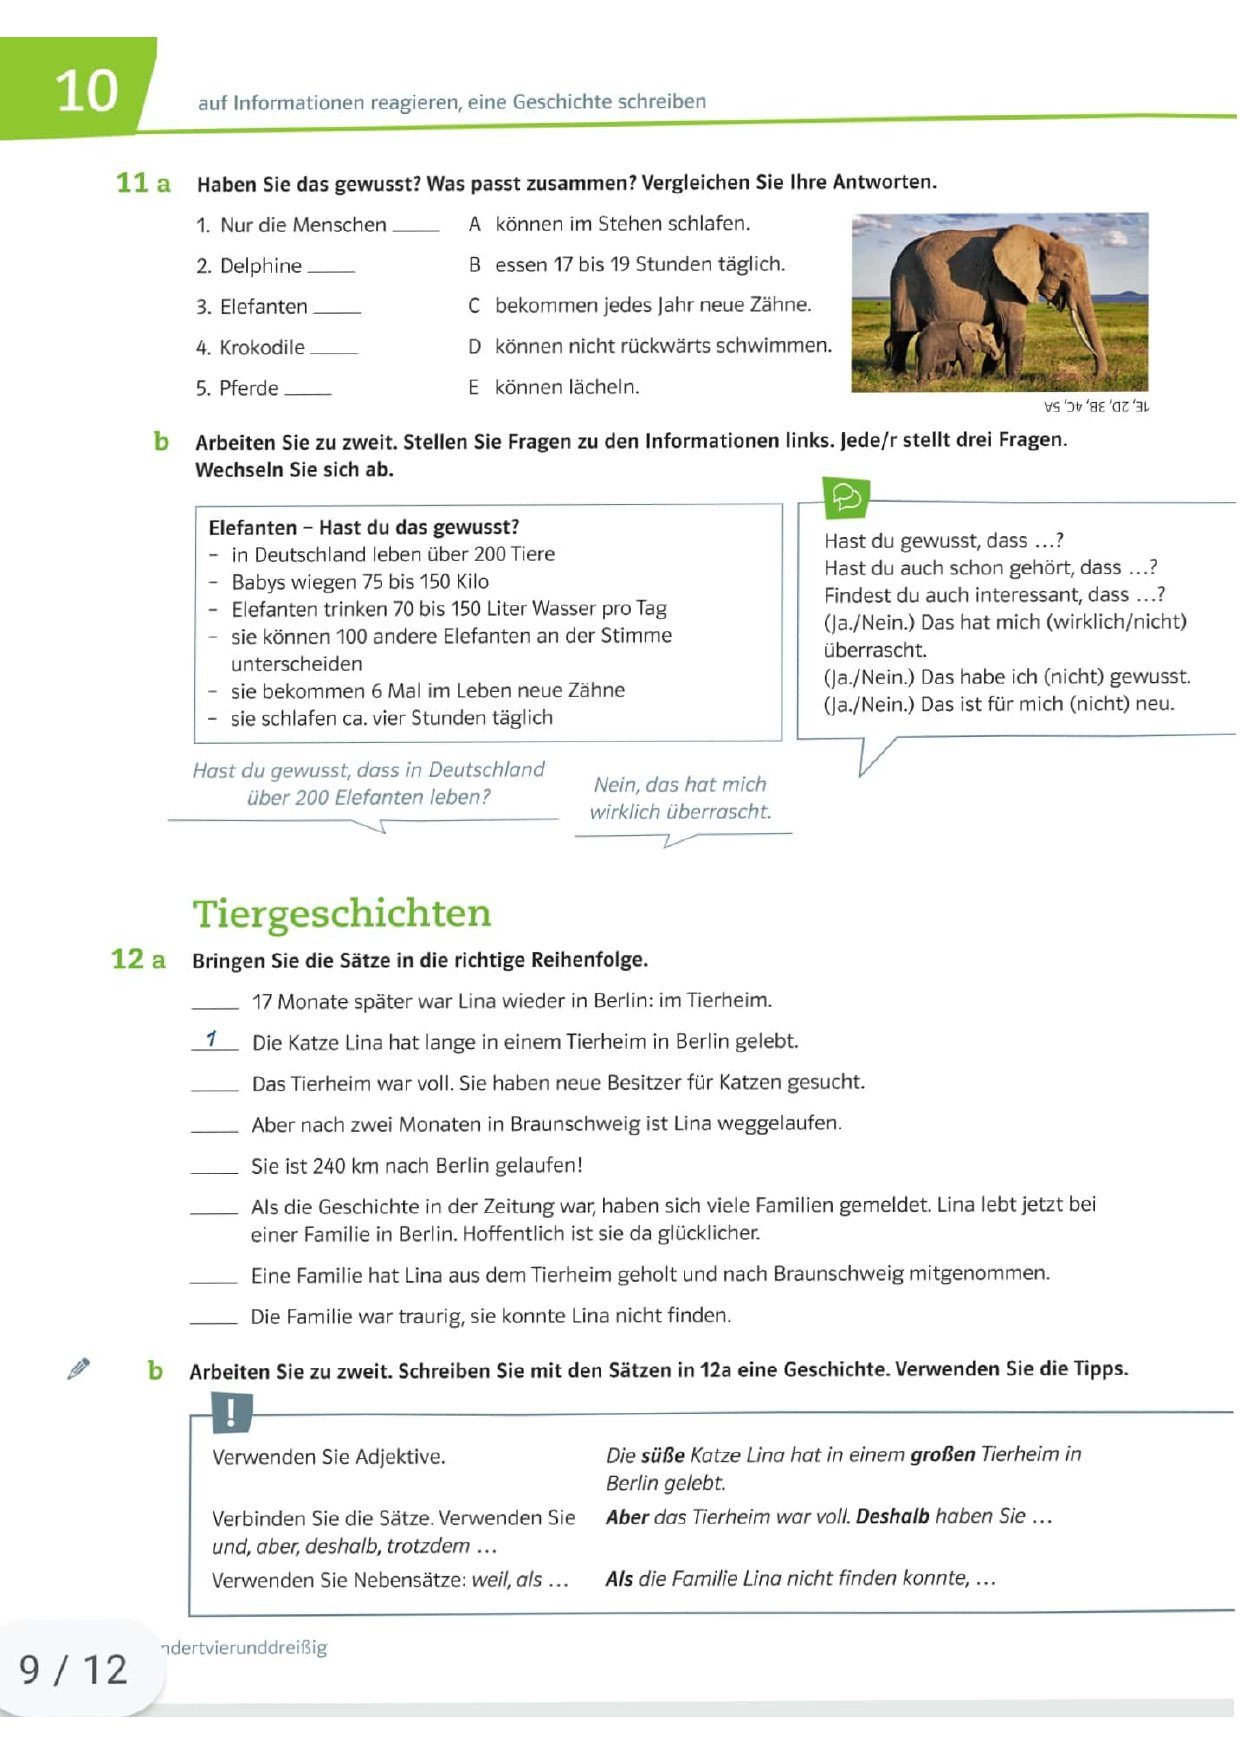 10
auf Informationen reagieren, eine Geschichte schreiben
11 a Haben Sie das gewusst? Was passt zusammen? Vergleichen Sie Ihre Antworten.
1. Nur die Menschen ____ A können im Stehen schlafen.
2. Delphine ____ B essen 17 bis 19 Stunden täglich.
3. Elefanten ____ C bekommen jedes Jahr neue Zähne.
4. Krokodile ____ D können nicht rückwärts schwimmen.
5. Pferde ____ E können lächeln.
1E, 2D, 3B, 4C, 5A
b Arbeiten Sie zu zweit. Stellen Sie Fragen zu den Informationen links. Jede/r stellt drei Fragen.
Wechseln Sie sich ab.
Elefanten – Hast du das gewusst?
– in Deutschland leben über 200 Tiere
– Babys wiegen 75 bis 150 Kilo
– Elefanten trinken 70 bis 150 Liter Wasser pro Tag
– sie können 100 andere Elefanten an der Stimme
unterscheiden
– sie bekommen 6 Mal im Leben neue Zähne
– sie schlafen ca. vier Stunden täglich
Hast du gewusst, dass …?
Hast du auch schon gehört, dass …?
Findest du auch interessant, dass …?
(Ja./Nein.) Das hat mich (wirklich/nicht)
überrascht.
(Ja./Nein.) Das habe ich (nicht) gewusst.
(Ja./Nein.) Das ist für mich (nicht) neu.
Hast du gewusst, dass in Deutschland
über 200 Elefanten leben?
Nein, das hat mich
wirklich überrascht.
Tiergeschichten
12 a Bringen Sie die Sätze in die richtige Reihenfolge.
____ 17 Monate später war Lina wieder in Berlin: im Tierheim.
1 Die Katze Lina hat lange in einem Tierheim in Berlin gelebt.
____ Das Tierheim war voll. Sie haben neue Besitzer für Katzen gesucht.
____ Aber nach zwei Monaten in Braunschweig ist Lina weggelaufen.
____ Sie ist 240 km nach Berlin gelaufen!
____ Als die Geschichte in der Zeitung war, haben sich viele Familien gemeldet. Lina lebt jetzt bei
einer Familie in Berlin. Hoffentlich ist sie da glücklicher.
____ Eine Familie hat Lina aus dem Tierheim geholt und nach Braunschweig mitgenommen.
____ Die Familie war traurig, sie konnte Lina nicht finden.
b Arbeiten Sie zu zweit. Schreiben Sie mit den Sätzen in 12a eine Geschichte. Verwenden Sie die Tipps.
!
Verwenden Sie Adjektive. Die süße Katze Lina hat in einem großen Tierheim in
Berlin gelebt.
Verbinden Sie die Sätze. Verwenden Sie Aber das Tierheim war voll. Deshalb haben Sie …
und, aber, deshalb, trotzdem …
Verwenden Sie Nebensätze: weil, als … Als die Familie Lina nicht finden konnte, …
ndertvierunddreißig
9 / 12